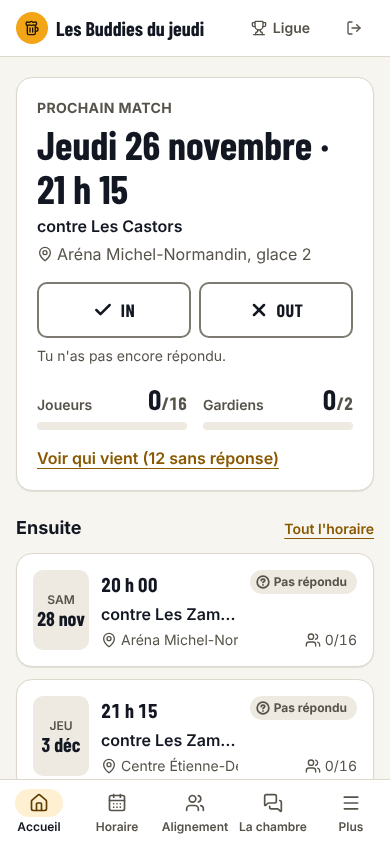 Les Buddies du jeudi
Ligue
PROCHAIN MATCH
Jeudi 26 novembre ·
21 h 15
contre Les Castors
Aréna Michel-Normandin, glace 2
IN
OUT
Tu n'as pas encore répondu.
Joueurs 0/16
Gardiens 0/2
Voir qui vient (12 sans réponse)
Ensuite
Tout l'horaire
SAM
28 nov
20 h 00
Pas répondu
contre Les Zam...
Aréna Michel-Nor
0/16
JEU
3 déc
21 h 15
Pas répondu
contre Les Zam...
Centre Étienne-De
0/16
Accueil
Horaire
Alignement
La chambre
Plus